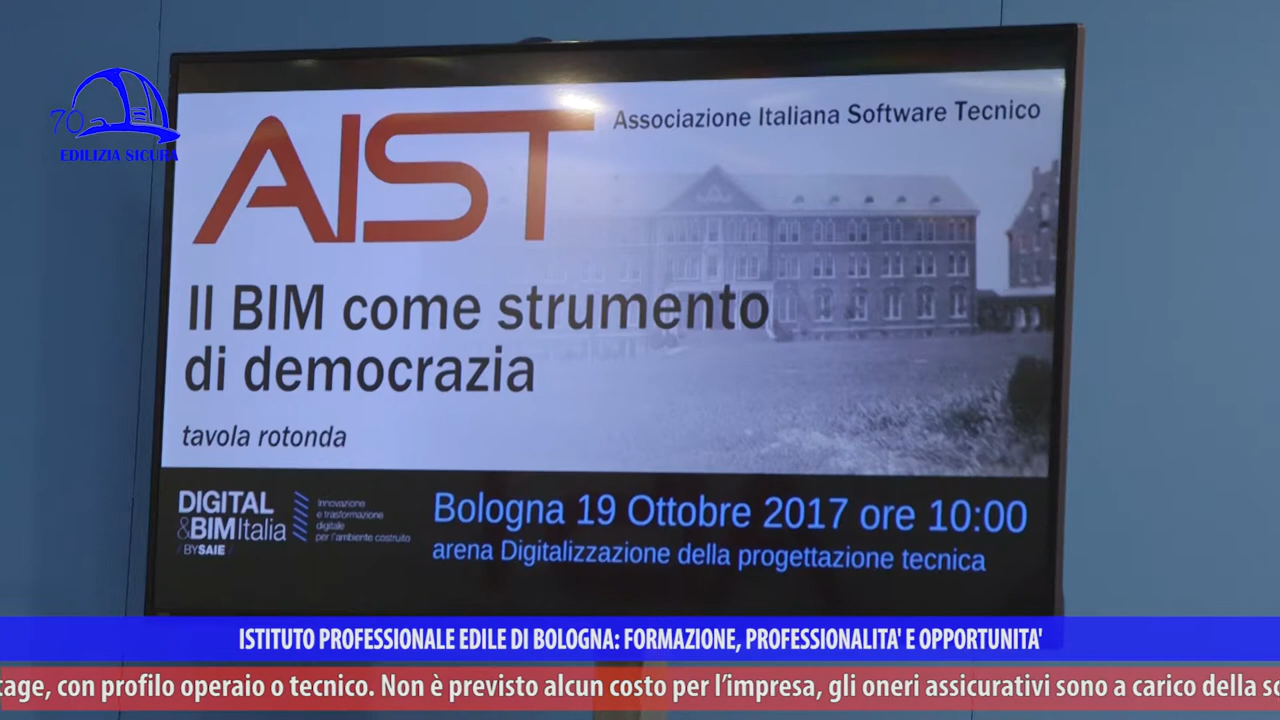 70
EDILIZIA SICURA
AIST
Associazione Italiana Software Tecnico
Il BIM come strumento
di democrazia
tavola rotonda
DIGITAL
&BIMItalia
/ BY SAIE /
Innovazione
e trasformazione
digitale
per l'ambiente costruito
Bologna 19 Ottobre 2017 ore 10:00
arena Digitalizzazione della progettazione tecnica
ISTITUTO PROFESSIONALE EDILE DI BOLOGNA: FORMAZIONE, PROFESSIONALITA' E OPPORTUNITA'
tage, con profilo operaio o tecnico. Non è previsto alcun costo per l’impresa, gli oneri assicurativi sono a carico della sc